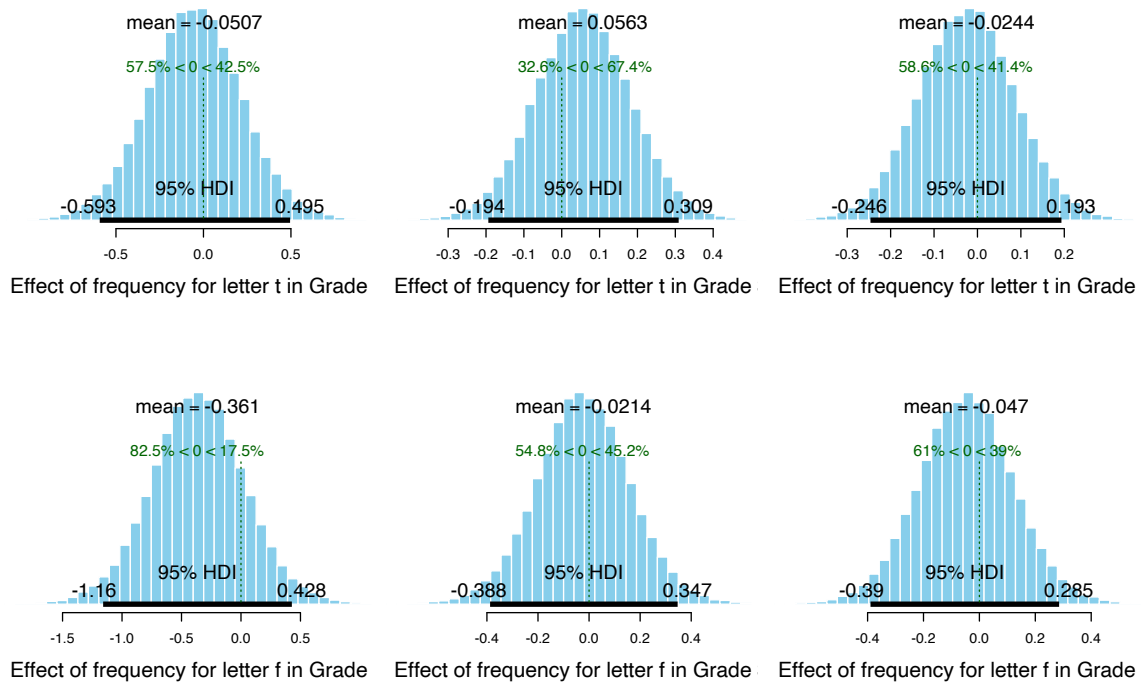 mean = -0.0507
57.5% < 0 < 42.5%
95% HDI
-0.593 0.495
-0.5 0.0 0.5
Effect of frequency for letter t in Grade
mean = 0.0563
32.6% < 0 < 67.4%
95% HDI
-0.194 0.309
-0.3 -0.2 -0.1 0.0 0.1 0.2 0.3 0.4
Effect of frequency for letter t in Grade
mean = -0.0244
58.6% < 0 < 41.4%
95% HDI
-0.246 0.193
-0.3 -0.2 -0.1 0.0 0.1 0.2
Effect of frequency for letter t in Grade
mean = -0.361
82.5% < 0 < 17.5%
95% HDI
-1.16 0.428
-1.5 -1.0 -0.5 0.0 0.5
Effect of frequency for letter f in Grade
mean = -0.0214
54.8% < 0 < 45.2%
95% HDI
-0.388 0.347
-0.4 -0.2 0.0 0.2 0.4
Effect of frequency for letter f in Grade
mean = -0.047
61% < 0 < 39%
95% HDI
-0.39 0.285
-0.4 -0.2 0.0 0.2 0.4
Effect of frequency for letter f in Grade